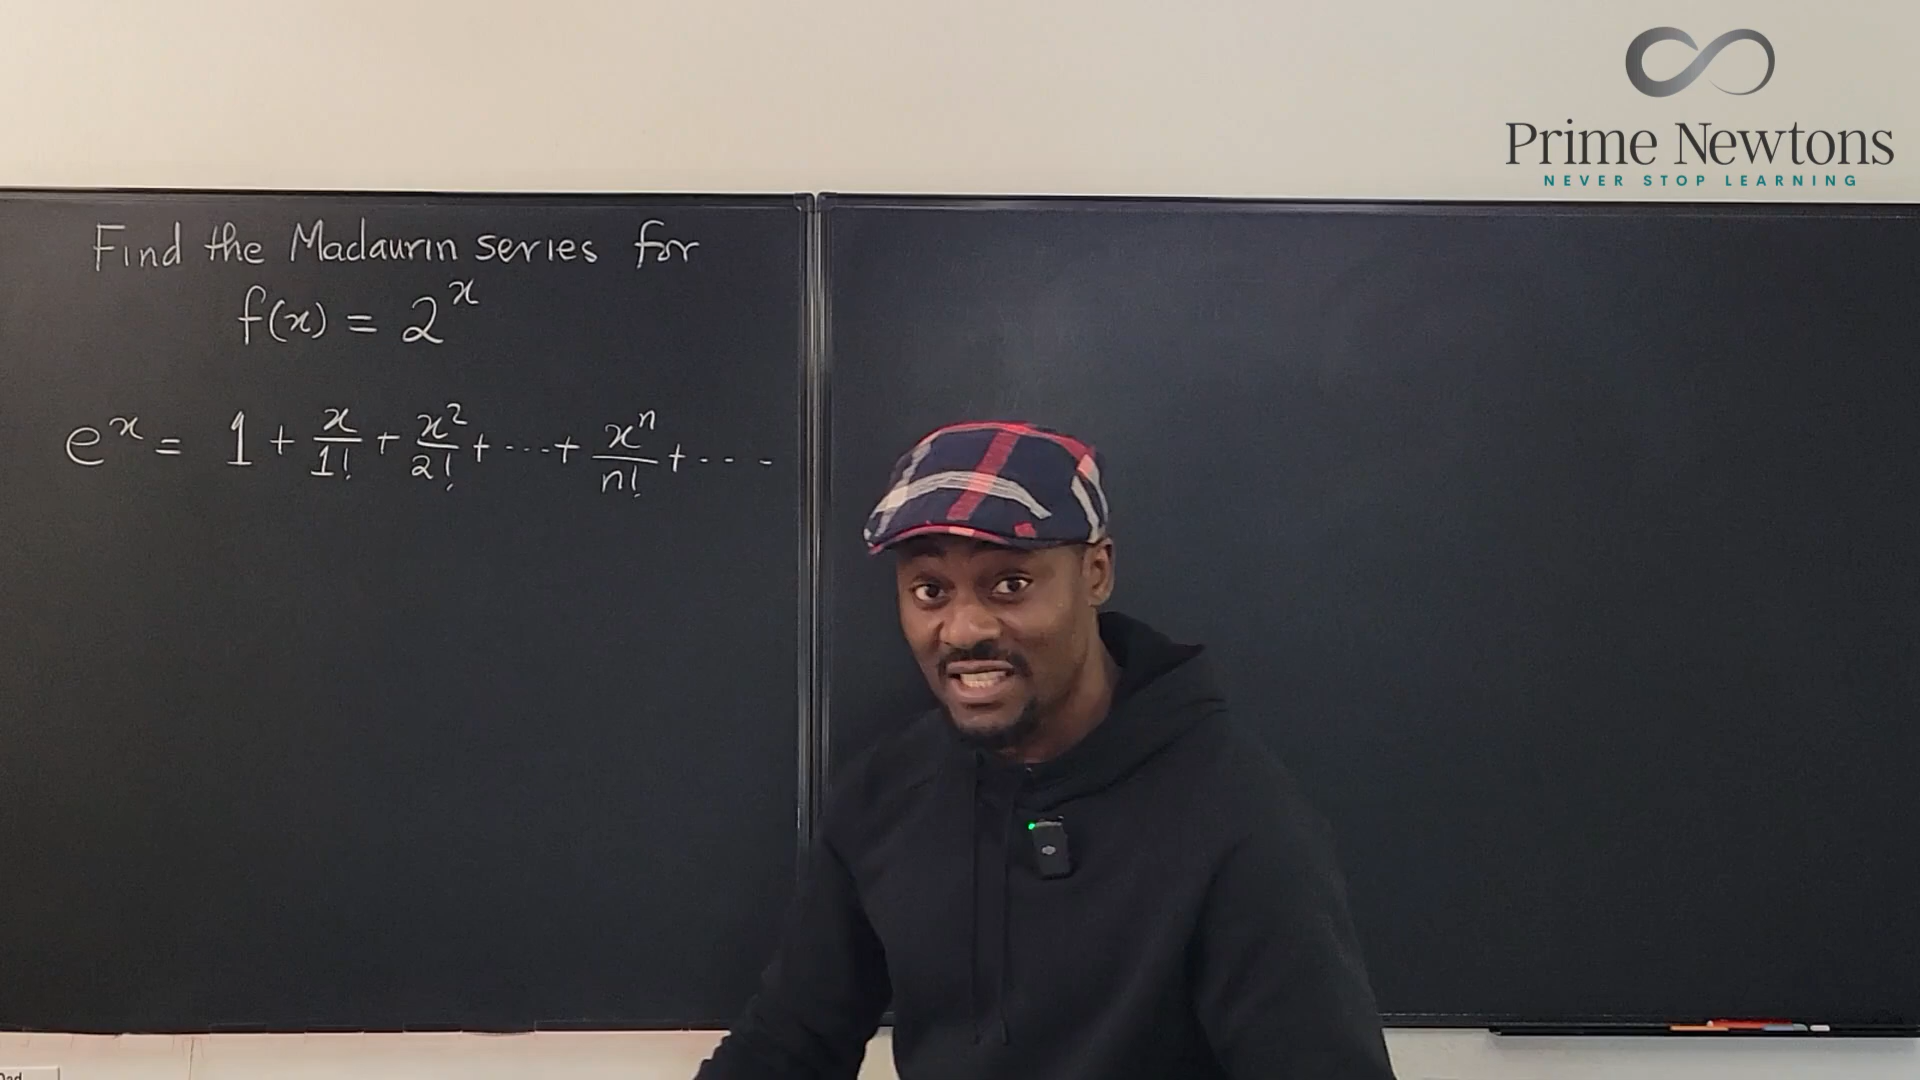 Prime Newtons
NEVER STOP LEARNING
Find the Maclaurin series for
f(x) = 2^x
e^x = 1 + x/1! + x^2/2! + ··· + x^n/n! + ···